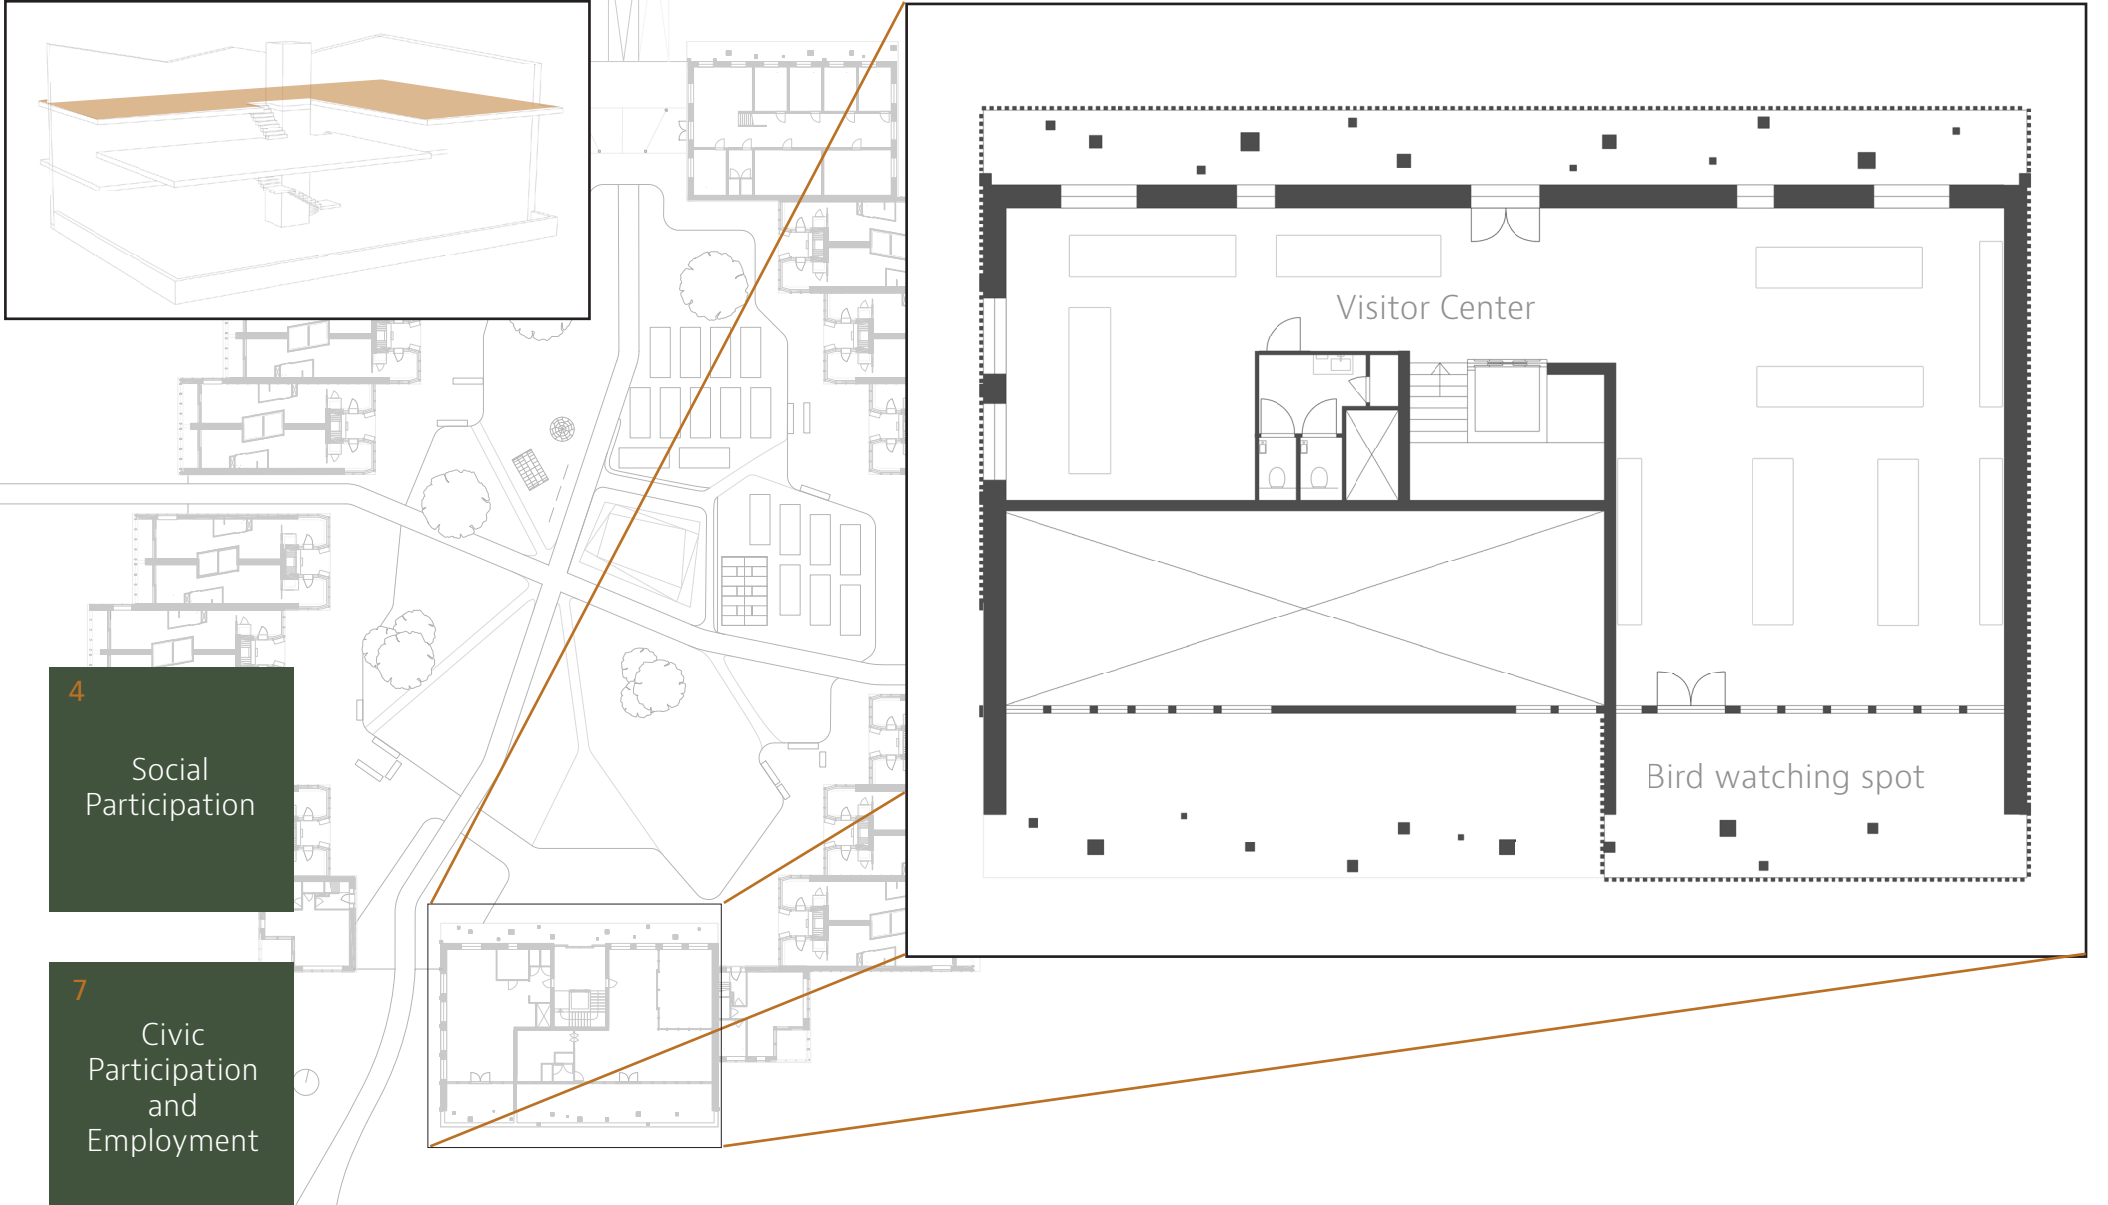 Visitor Center
Bird watching spot
4
Social
Participation
7
Civic
Participation
and
Employment